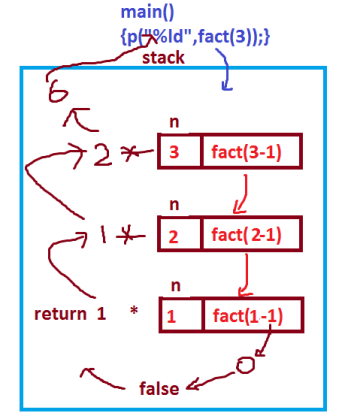 main()
{p("%ld",fact(3));}
stack
6
n
2 * 3 fact(3-1)
n
1 * 2 fact(2-1)
n
return 1 * 1 fact(1-1)
0
false